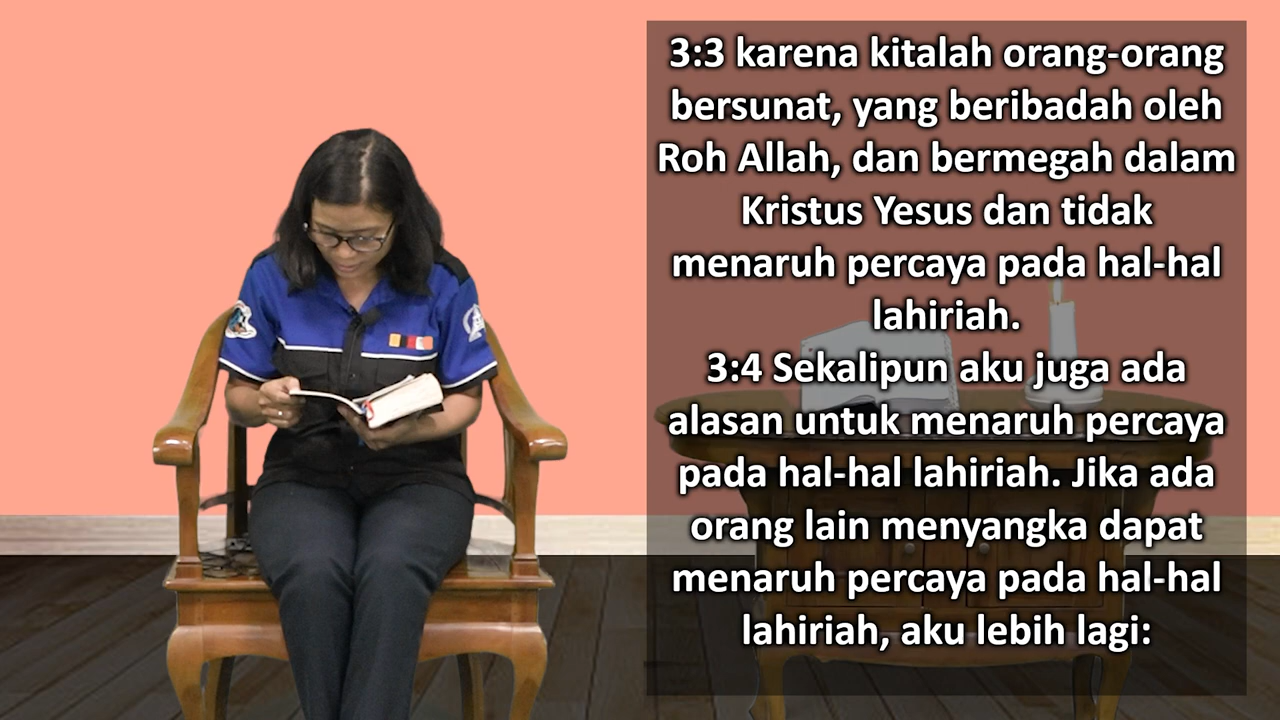 3:3 karena kitalah orang-orang
bersunat, yang beribadah oleh
Roh Allah, dan bermegah dalam
Kristus Yesus dan tidak
menaruh percaya pada hal-hal
lahiriah.
3:4 Sekalipun aku juga ada
alasan untuk menaruh percaya
pada hal-hal lahiriah. Jika ada
orang lain menyangka dapat
menaruh percaya pada hal-hal
lahiriah, aku lebih lagi: